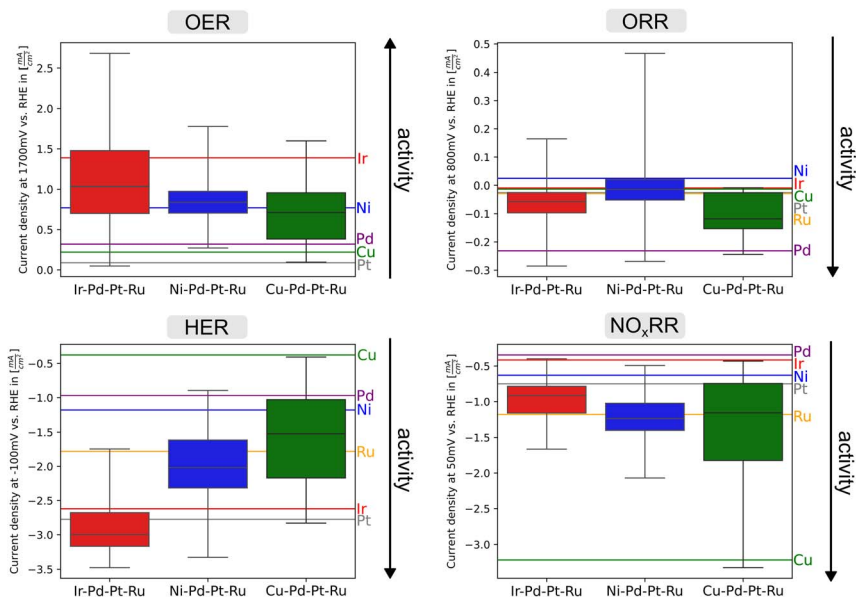 OER
Current density at 1700mV vs. RHE in [mA/cm²]
2.5
2.0
1.5
1.0
0.5
0.0
Ir
Ni
Pd
Cu
Pt
Ir-Pd-Pt-Ru Ni-Pd-Pt-Ru Cu-Pd-Pt-Ru
activity
ORR
Current density at 800mV vs. RHE in [mA/cm²]
0.5
0.4
0.3
0.2
0.1
0.0
−0.1
−0.2
−0.3
Ni
Ir
Cu
Pt
Ru
Pd
Ir-Pd-Pt-Ru Ni-Pd-Pt-Ru Cu-Pd-Pt-Ru
activity
HER
Current density at -100mV vs. RHE in [mA/cm²]
−0.5
−1.0
−1.5
−2.0
−2.5
−3.0
−3.5
Cu
Pd
Ni
Ru
Ir
Pt
Ir-Pd-Pt-Ru Ni-Pd-Pt-Ru Cu-Pd-Pt-Ru
activity
NOₓRR
Current density at 50mV vs. RHE in [mA/cm²]
−0.5
−1.0
−1.5
−2.0
−2.5
−3.0
Pd
Ir
Ni
Pt
Ru
Cu
Ir-Pd-Pt-Ru Ni-Pd-Pt-Ru Cu-Pd-Pt-Ru
activity